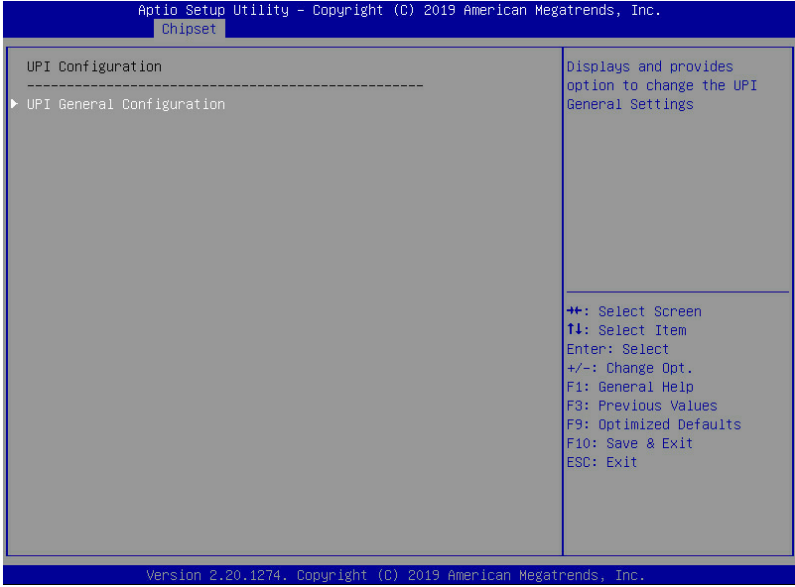 Aptio Setup Utility – Copyright (C) 2019 American Megatrends, Inc.
Chipset
UPI Configuration
--------------------------------------------------
UPI General Configuration
Displays and provides
option to change the UPI
General Settings
→←: Select Screen
↑↓: Select Item
Enter: Select
+/-: Change Opt.
F1: General Help
F3: Previous Values
F9: Optimized Defaults
F10: Save & Exit
ESC: Exit
Version 2.20.1274. Copyright (C) 2019 American Megatrends, Inc.